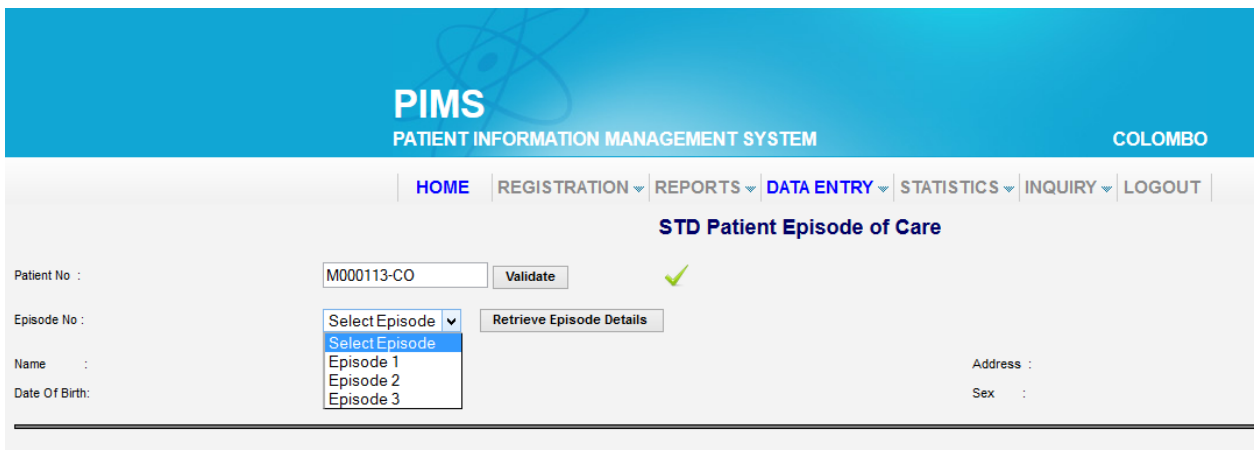 PIMS
PATIENT INFORMATION MANAGEMENT SYSTEM COLOMBO
HOME REGISTRATION REPORTS DATA ENTRY STATISTICS INQUIRY LOGOUT
STD Patient Episode of Care
Patient No : M000113-CO Validate
Episode No : Select Episode Retrieve Episode Details
Select Episode
Name : Episode 1 Address :
Episode 2
Date Of Birth: Episode 3 Sex :